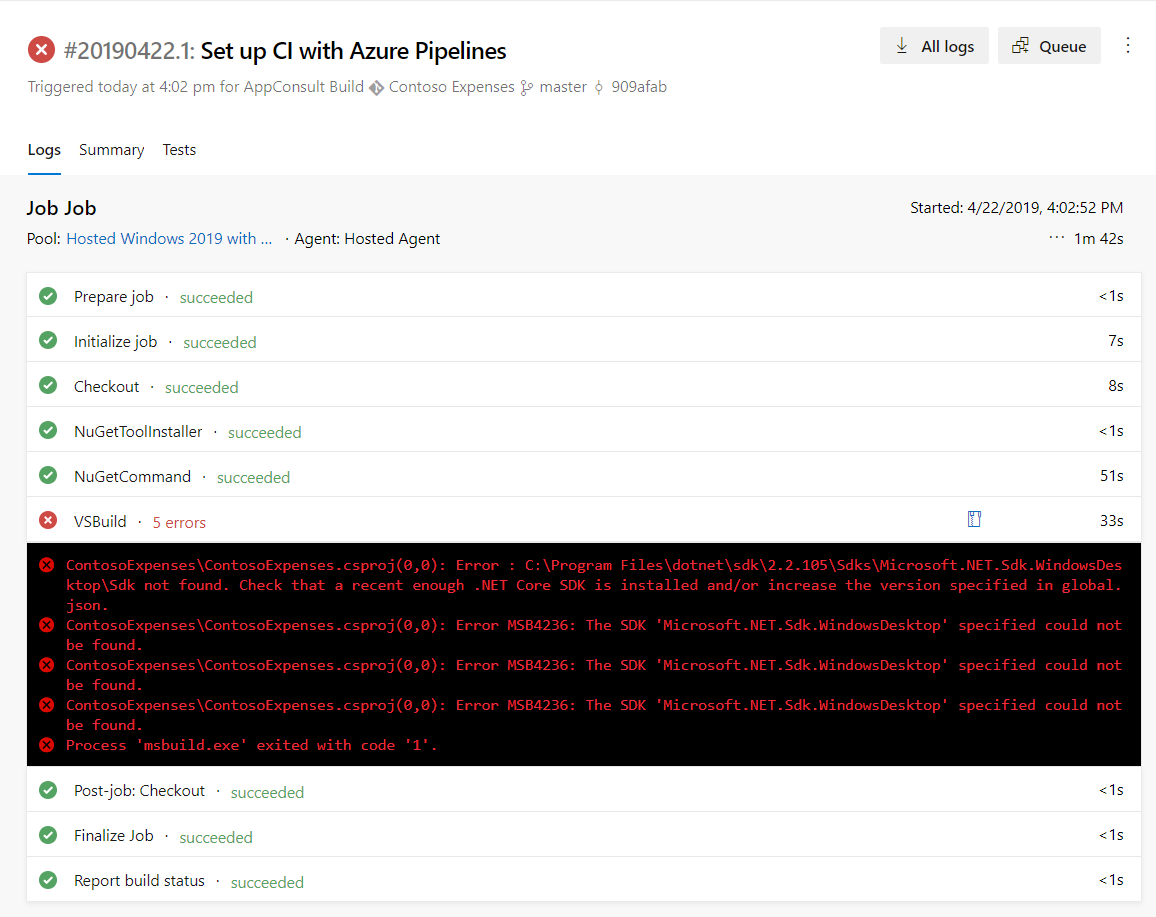 #20190422.1: Set up CI with Azure Pipelines
All logs
Queue
Triggered today at 4:02 pm for AppConsult Build Contoso Expenses master 909afab
Logs Summary Tests
Job Job
Started: 4/22/2019, 4:02:52 PM
Pool: Hosted Windows 2019 with ... · Agent: Hosted Agent
··· 1m 42s
Prepare job · succeeded <1s
Initialize job · succeeded 7s
Checkout · succeeded 8s
NuGetToolInstaller · succeeded <1s
NuGetCommand · succeeded 51s
VSBuild · 5 errors 33s
ContosoExpenses\ContosoExpenses.csproj(0,0): Error : C:\Program Files\dotnet\sdk\2.2.105\Sdks\Microsoft.NET.Sdk.WindowsDes
ktop\Sdk not found. Check that a recent enough .NET Core SDK is installed and/or increase the version specified in global.
json.
ContosoExpenses\ContosoExpenses.csproj(0,0): Error MSB4236: The SDK 'Microsoft.NET.Sdk.WindowsDesktop' specified could not
be found.
ContosoExpenses\ContosoExpenses.csproj(0,0): Error MSB4236: The SDK 'Microsoft.NET.Sdk.WindowsDesktop' specified could not
be found.
ContosoExpenses\ContosoExpenses.csproj(0,0): Error MSB4236: The SDK 'Microsoft.NET.Sdk.WindowsDesktop' specified could not
be found.
Process 'msbuild.exe' exited with code '1'.
Post-job: Checkout · succeeded <1s
Finalize Job · succeeded <1s
Report build status · succeeded <1s